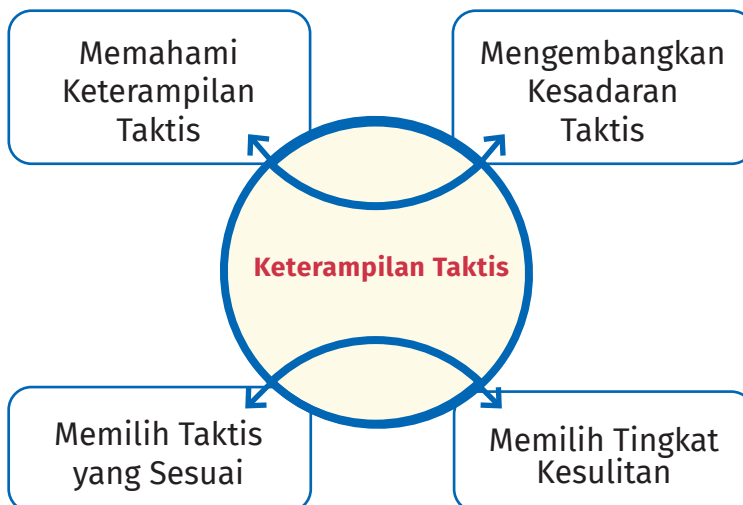 Memahami
Keterampilan
Taktis
Mengembangkan
Kesadaran
Taktis
Keterampilan Taktis
Memilih Taktis
yang Sesuai
Memilih Tingkat
Kesulitan